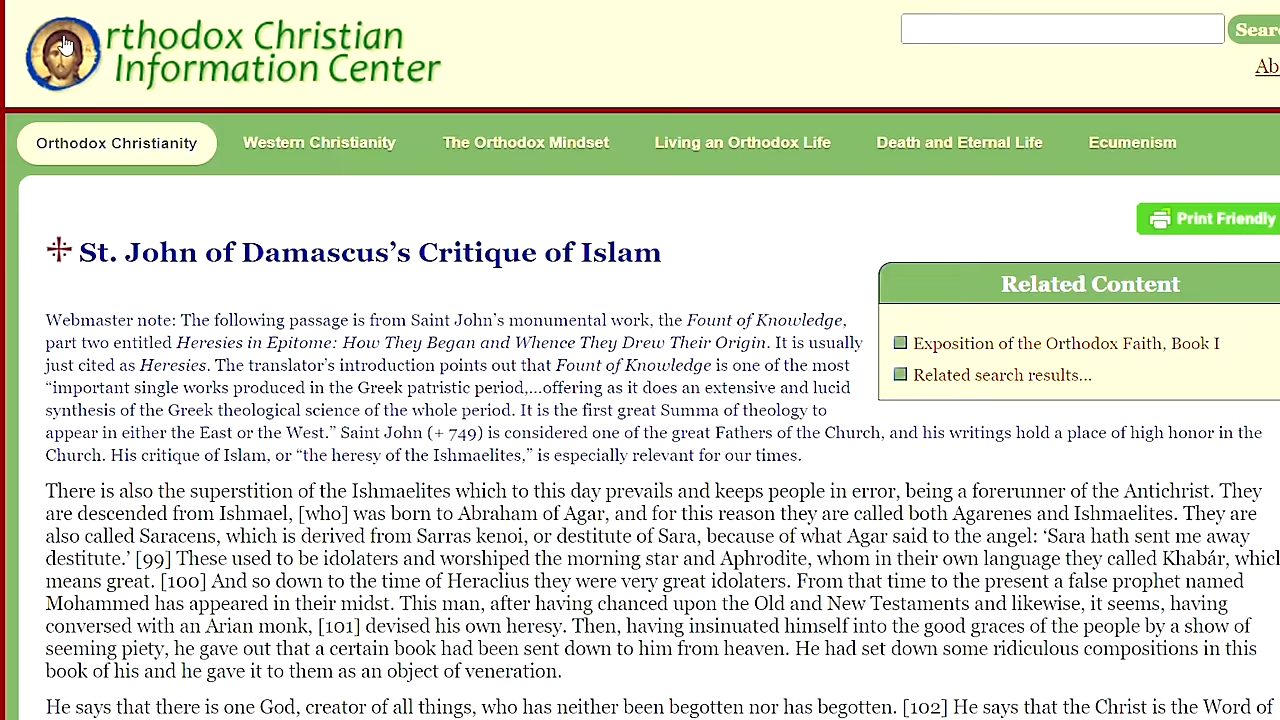 rthodox Christian
Information Center
Sear
Ab
Orthodox Christianity
Western Christianity
The Orthodox Mindset
Living an Orthodox Life
Death and Eternal Life
Ecumenism
Print Friendly
St. John of Damascus’s Critique of Islam
Related Content
Exposition of the Orthodox Faith, Book I
Related search results...
Webmaster note: The following passage is from Saint John’s monumental work, the Fount of Knowledge,
part two entitled Heresies in Epitome: How They Began and Whence They Drew Their Origin. It is usually
just cited as Heresies. The translator’s introduction points out that Fount of Knowledge is one of the most
“important single works produced in the Greek patristic period,...offering as it does an extensive and lucid
synthesis of the Greek theological science of the whole period. It is the first great Summa of theology to
appear in either the East or the West.” Saint John (+ 749) is considered one of the great Fathers of the Church, and his writings hold a place of high honor in the
Church. His critique of Islam, or “the heresy of the Ishmaelites,” is especially relevant for our times.
There is also the superstition of the Ishmaelites which to this day prevails and keeps people in error, being a forerunner of the Antichrist. They
are descended from Ishmael, [who] was born to Abraham of Agar, and for this reason they are called both Agarenes and Ishmaelites. They are
also called Saracens, which is derived from Sarras kenoi, or destitute of Sara, because of what Agar said to the angel: ‘Sara hath sent me away
destitute.’ [99] These used to be idolaters and worshiped the morning star and Aphrodite, whom in their own language they called Khabár, which
means great. [100] And so down to the time of Heraclius they were very great idolaters. From that time to the present a false prophet named
Mohammed has appeared in their midst. This man, after having chanced upon the Old and New Testaments and likewise, it seems, having
conversed with an Arian monk, [101] devised his own heresy. Then, having insinuated himself into the good graces of the people by a show of
seeming piety, he gave out that a certain book had been sent down to him from heaven. He had set down some ridiculous compositions in this
book of his and he gave it to them as an object of veneration.
He says that there is one God, creator of all things, who has neither been begotten nor has begotten. [102] He says that the Christ is the Word of